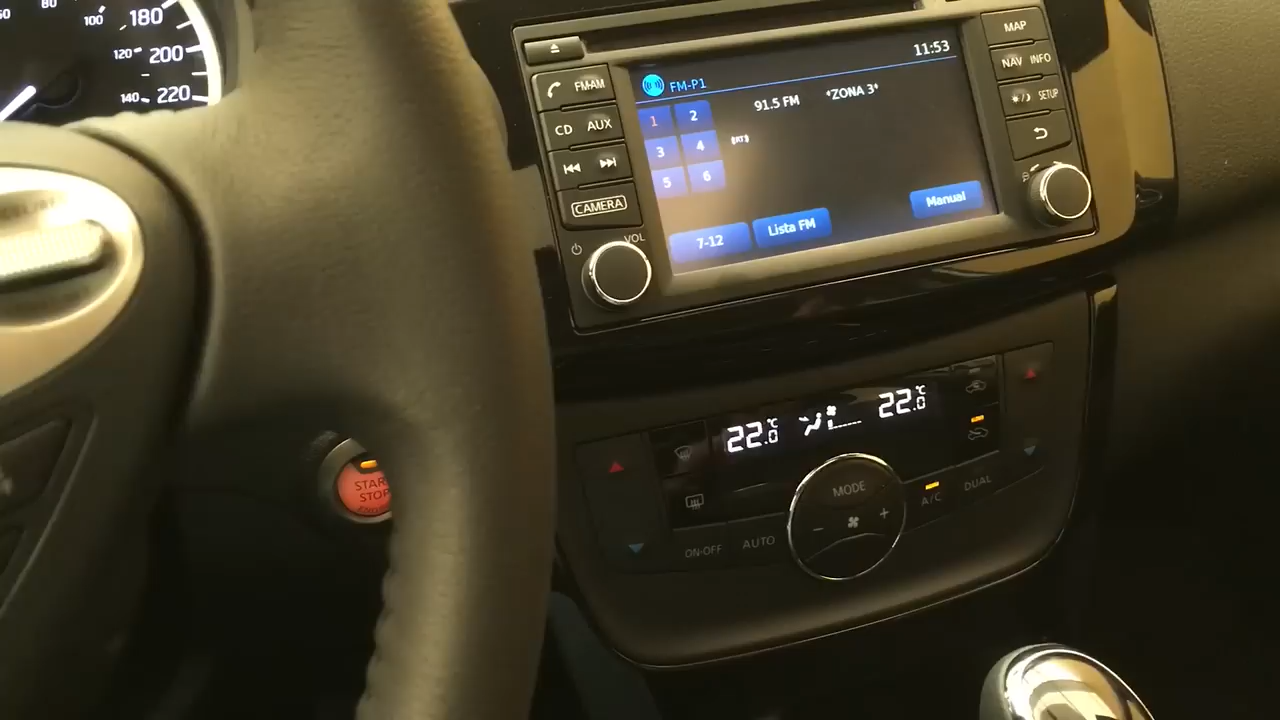 80
100
120
140
180
200
220
FM-AM
CD AUX
CAMERA
VOL
11:53
FM-P1
91.5 FM *ZONA 3*
1 2
3 4
5 6
7-12 Lista FM Manual
MAP
NAV INFO
SETUP
22.0 °C
22.0 °C
MODE
- +
ON-OFF AUTO
A/C DUAL
STAR
STOP